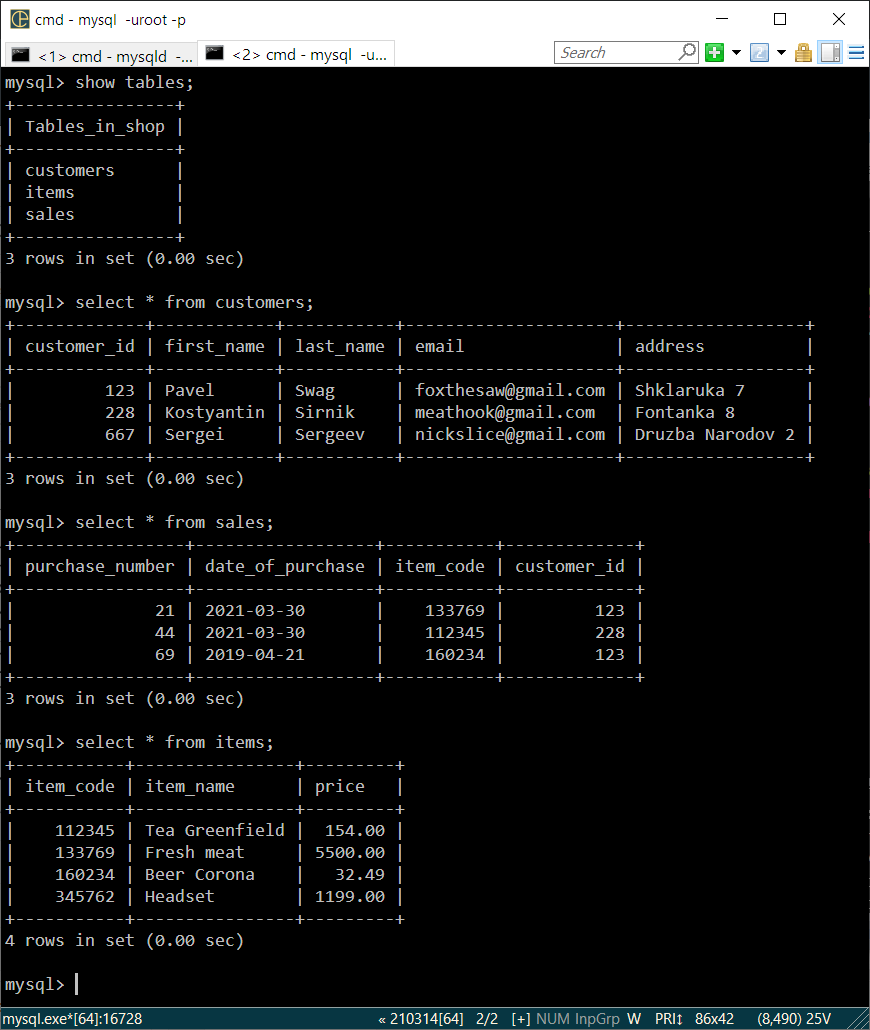 cmd - mysql  -uroot -p
<1> cmd - mysqld  -...
<2> cmd - mysql  -u...
Search
mysql> show tables;
+----------------+
| Tables_in_shop |
+----------------+
| customers      |
| items          |
| sales          |
+----------------+
3 rows in set (0.00 sec)
mysql> select * from customers;
+-------------+------------+-----------+---------------------+------------------+
| customer_id | first_name | last_name | email               | address          |
+-------------+------------+-----------+---------------------+------------------+
|         123 | Pavel      | Swag      | foxthesaw@gmail.com | Shklaruka 7      |
|         228 | Kostyantin | Sirnik    | meathook@gmail.com  | Fontanka 8       |
|         667 | Sergei     | Sergeev   | nickslice@gmail.com | Druzba Narodov 2 |
+-------------+------------+-----------+---------------------+------------------+
3 rows in set (0.00 sec)
mysql> select * from sales;
+-----------------+------------------+-----------+-------------+
| purchase_number | date_of_purchase | item_code | customer_id |
+-----------------+------------------+-----------+-------------+
|              21 | 2021-03-30       |    133769 |         123 |
|              44 | 2021-03-30       |    112345 |         228 |
|              69 | 2019-04-21       |    160234 |         123 |
+-----------------+------------------+-----------+-------------+
3 rows in set (0.00 sec)
mysql> select * from items;
+-----------+----------------+---------+
| item_code | item_name      | price   |
+-----------+----------------+---------+
|    112345 | Tea Greenfield |  154.00 |
|    133769 | Fresh meat     | 5500.00 |
|    160234 | Beer Corona    |   32.49 |
|    345762 | Headset        | 1199.00 |
+-----------+----------------+---------+
4 rows in set (0.00 sec)
mysql>
mysql.exe*[64]:16728 « 210314[64] 2/2 [+] NUM InpGrp W PRI↕ 86x42 (8,490) 25V